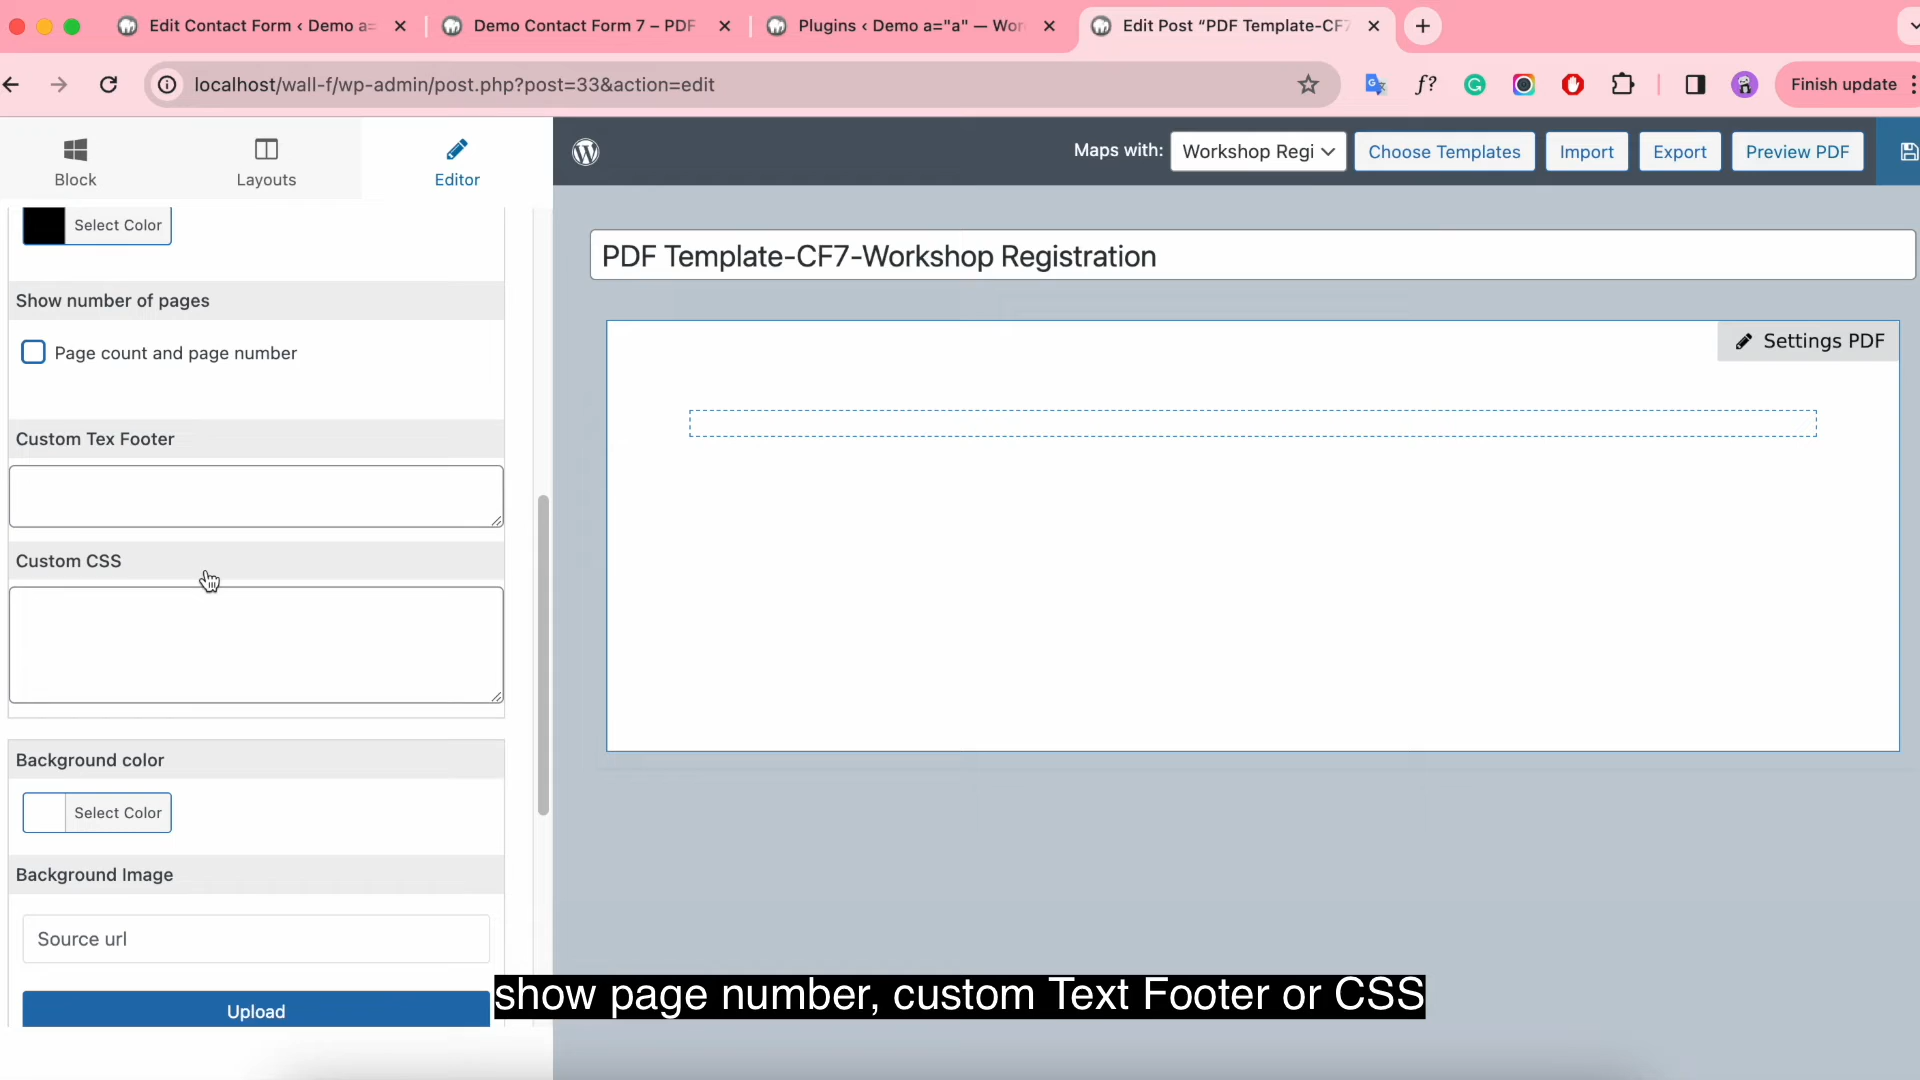 Edit Contact Form ‹ Demo a=
Demo Contact Form 7 – PDF
Plugins ‹ Demo a="a" — Wor
Edit Post “PDF Template-CF7
localhost/wall-f/wp-admin/post.php?post=33&action=edit
f?
Finish update
Block
Layouts
Editor
Maps with:
Workshop Regi
Choose Templates
Import
Export
Preview PDF
Select Color
PDF Template-CF7-Workshop Registration
Show number of pages
Settings PDF
Page count and page number
Custom Tex Footer
Custom CSS
Background color
Select Color
Background Image
Source url
Upload
show page number, custom Text Footer or CSS